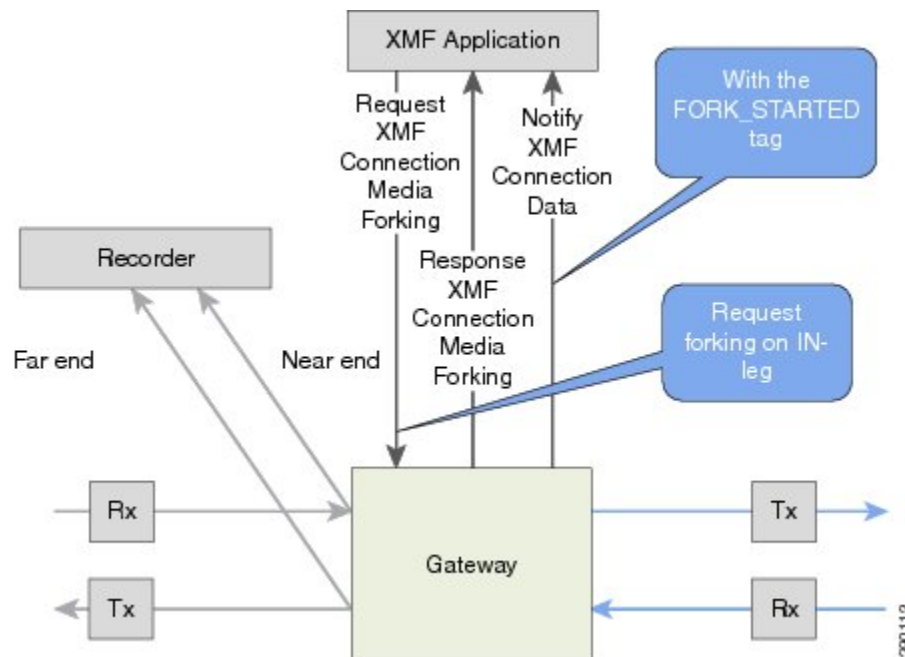 XMF Application
Request
XMF
Connection
Media
Forking
Notify
XMF
Connection
Data
With the
FORK_STARTED
tag
Recorder
Response
XMF
Connection
Media
Forking
Request
forking on IN-
leg
Far end
Near end
Rx
Tx
Gateway
Tx
Rx